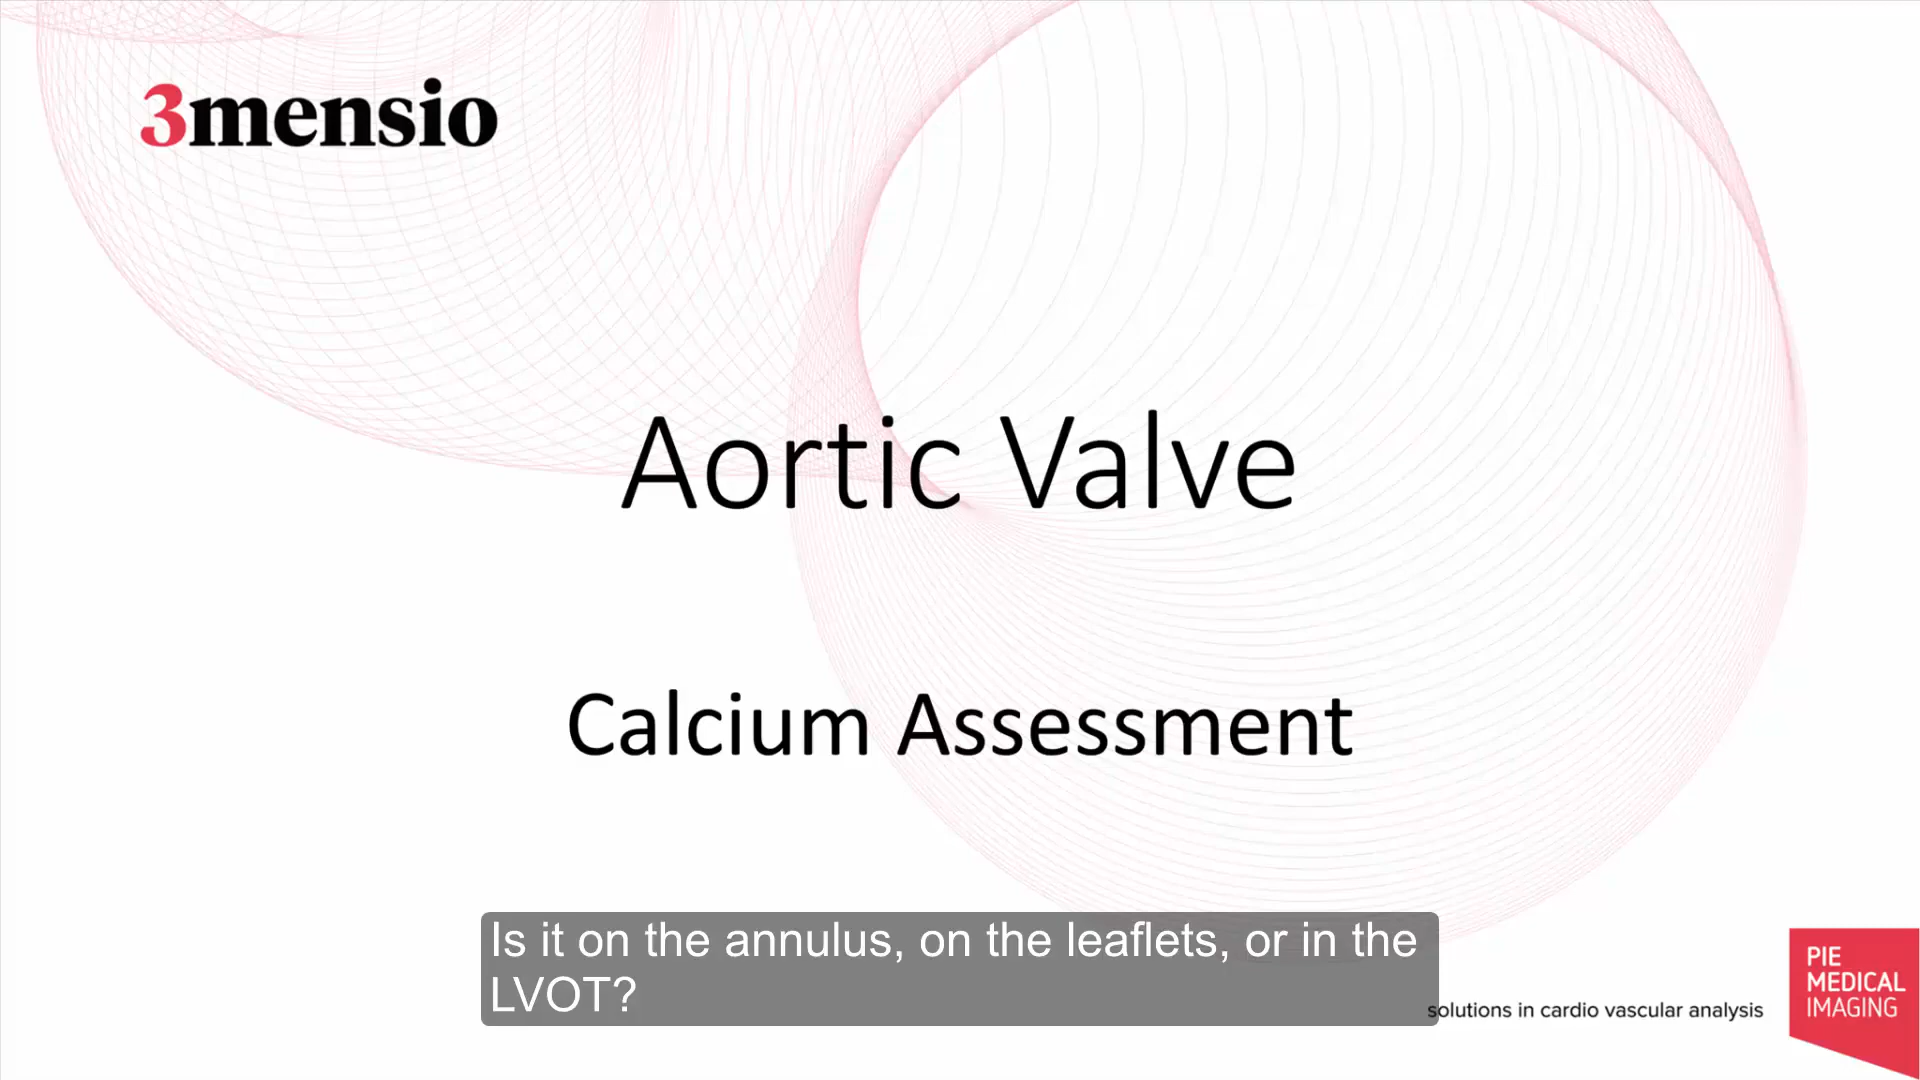 3mensio
Aortic Valve
Calcium Assessment
Is it on the annulus, on the leaflets, or in the
LVOT?
solutions in cardio vascular analysis
PIE
MEDICAL
IMAGING